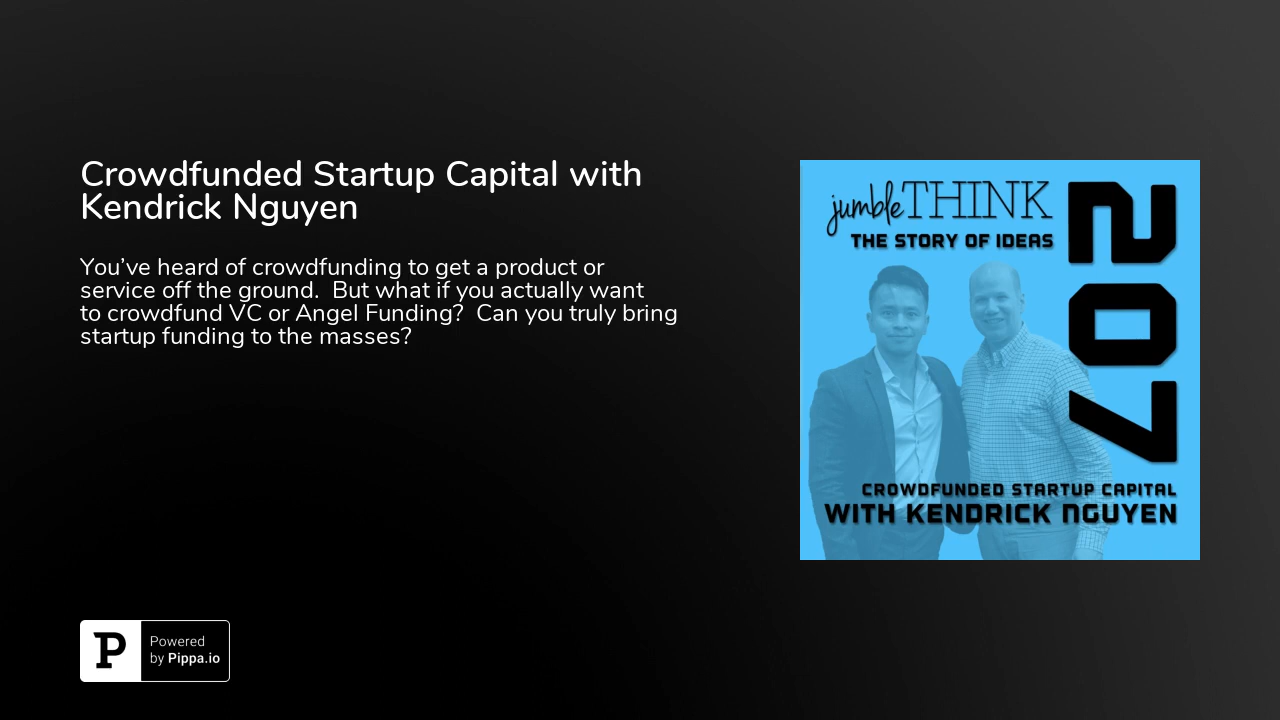 Crowdfunded Startup Capital with
Kendrick Nguyen
You’ve heard of crowdfunding to get a product or
service off the ground.  But what if you actually want
to crowdfund VC or Angel Funding?  Can you truly bring
startup funding to the masses?
jumbleTHINK
THE STORY OF IDEAS
207
CROWDFUNDED STARTUP CAPITAL
WITH KENDRICK NGUYEN
P
Powered
by Pippa.io